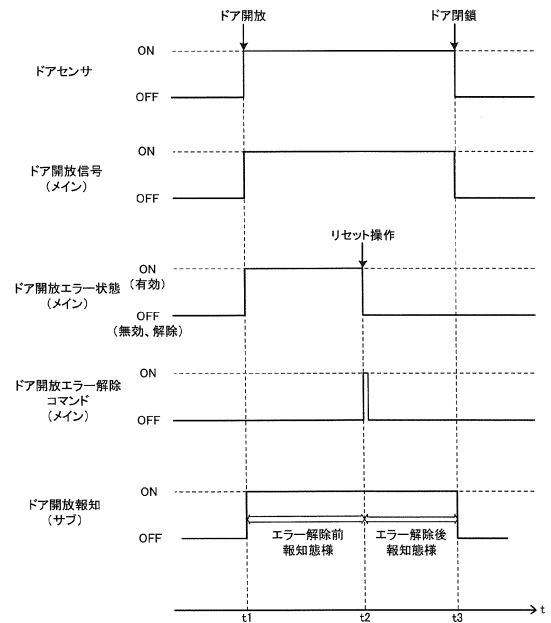 ドア開放
ドア閉鎖
ON
ドアセンサ
OFF
ON
ドア開放信号
(メイン)
OFF
リセット操作
ON
(有効)
ドア開放エラー状態
(メイン)
OFF
(無効、解除)
ON
ドア開放エラー解除
コマンド
(メイン)
OFF
ON
ドア開放報知
(サブ)
OFF
エラー解除前
報知態様
エラー解除後
報知態様
t
t1
t2
t3